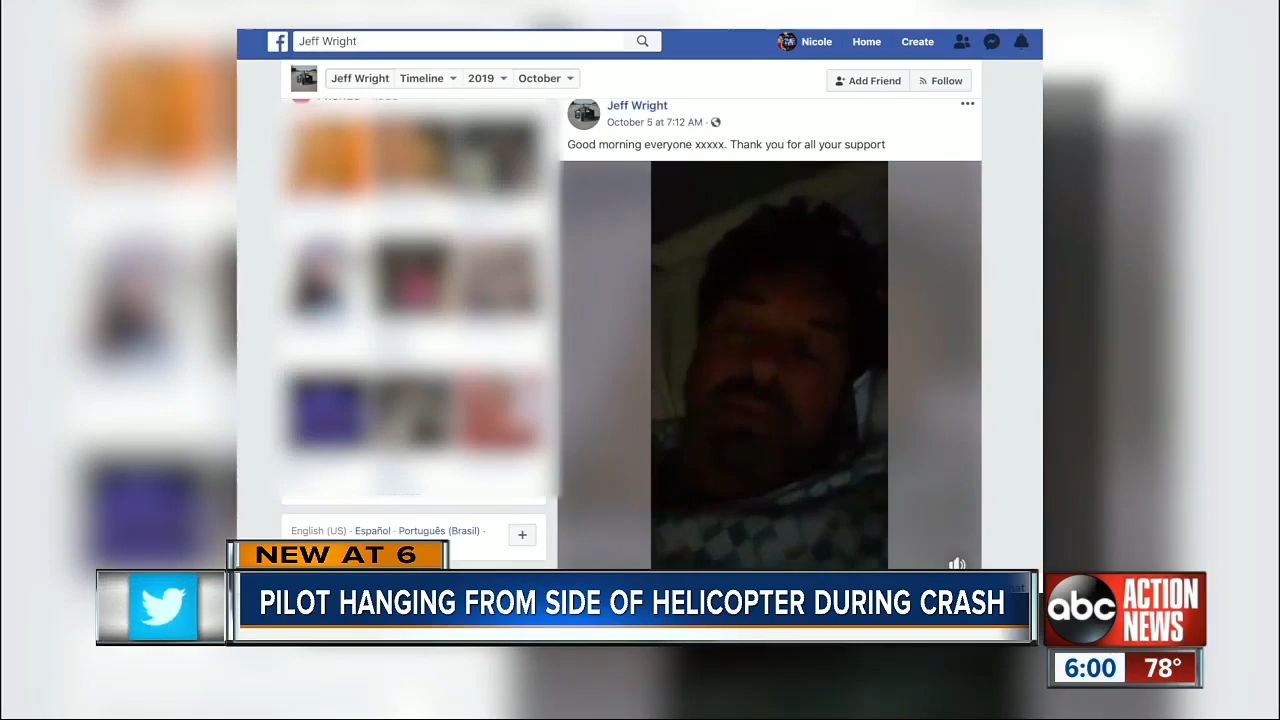 Jeff Wright
Nicole
Home
Create
Jeff Wright
Timeline
2019
October
Add Friend
Follow
Jeff Wright
October 5 at 7:12 AM ·
Good morning everyone xxxxx. Thank you for all your support
English (US) · Español · Português (Brasil) ·
+
NEW AT 6
PILOT HANGING FROM SIDE OF HELICOPTER DURING CRASH
abc
ACTION
NEWS
6:00
78°